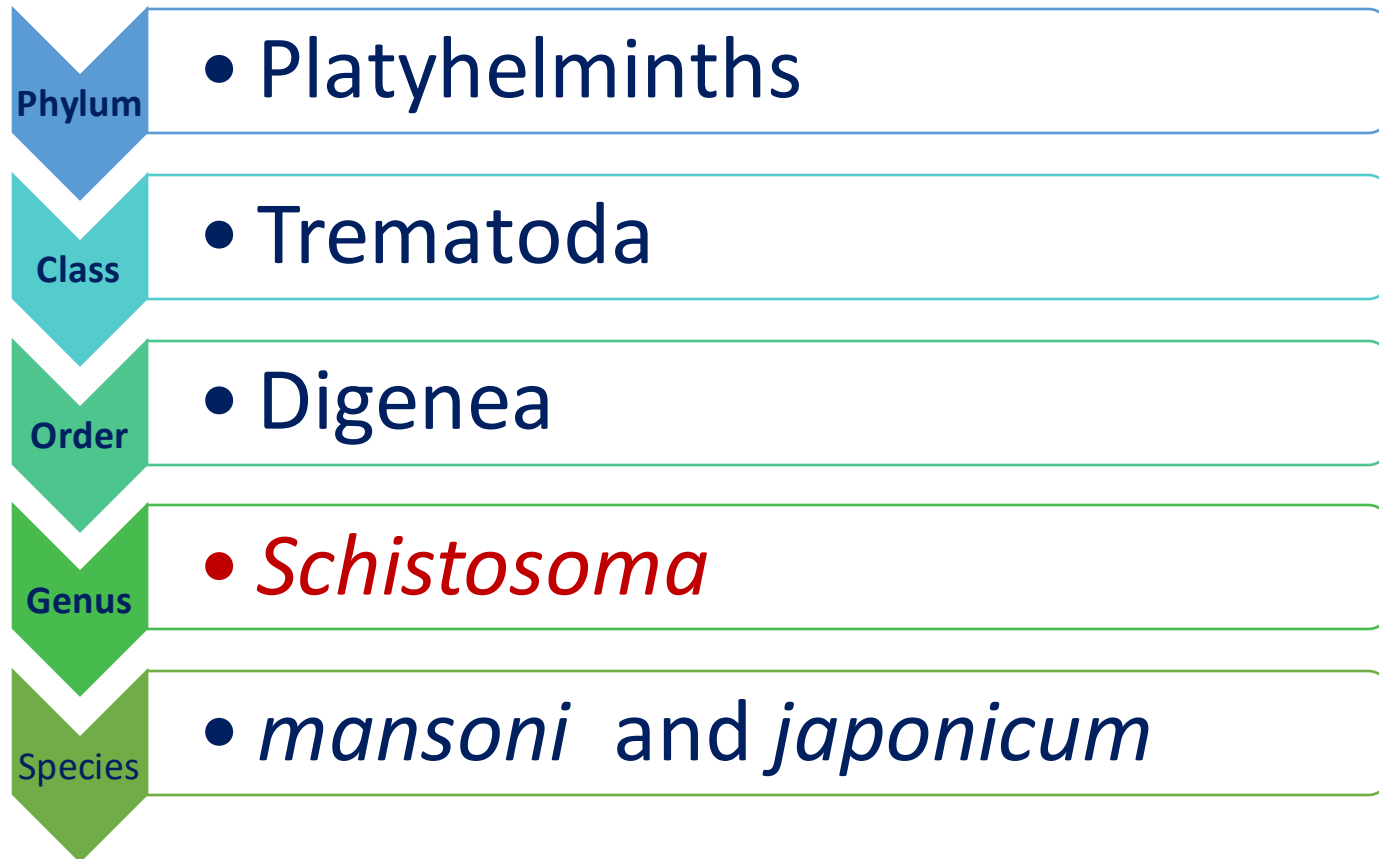 Phylum
• Platyhelminths
Class
• Trematoda
Order
• Digenea
Genus
• Schistosoma
Species
• mansoni and japonicum